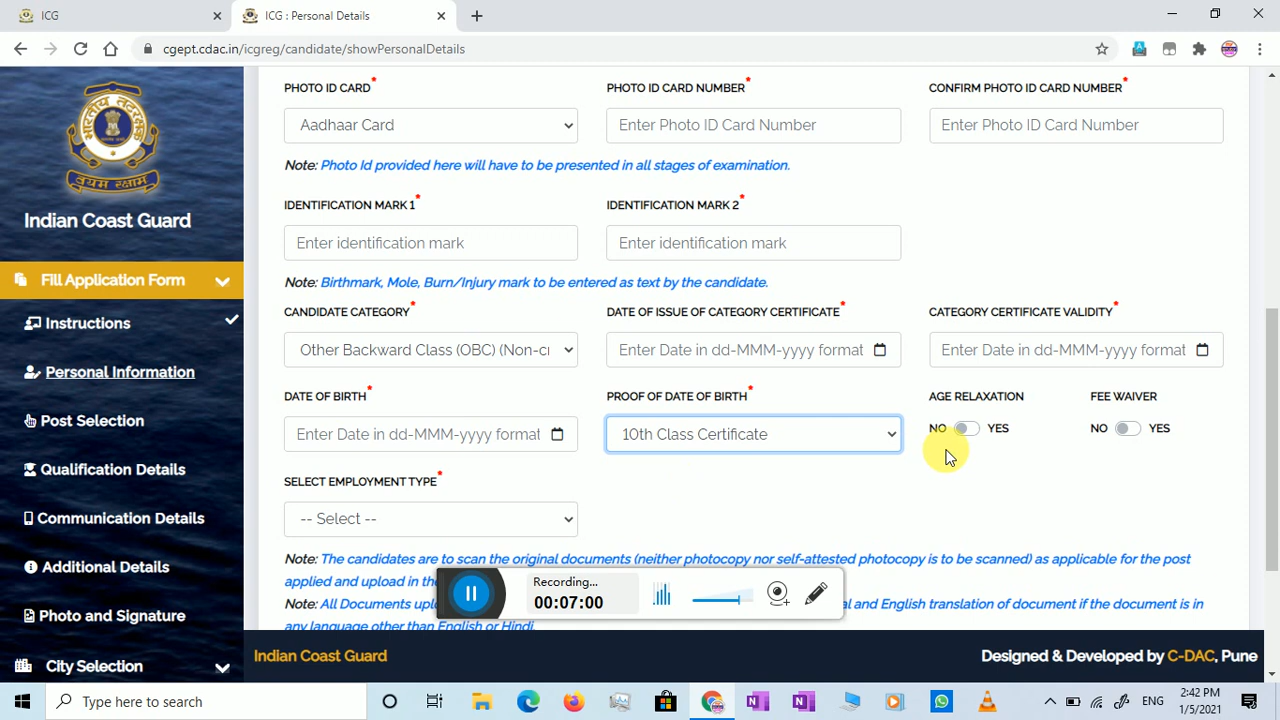 ICG
ICG : Personal Details
cgept.cdac.in/icgreg/candidate/showPersonalDetails
भारतीय तटरक्षक
वयम रक्षामः
Indian Coast Guard
Fill Application Form
Instructions
Personal Information
Post Selection
Qualification Details
Communication Details
Additional Details
Photo and Signature
City Selection
PHOTO ID CARD*
PHOTO ID CARD NUMBER*
CONFIRM PHOTO ID CARD NUMBER*
Aadhaar Card
Enter Photo ID Card Number
Enter Photo ID Card Number
Note: Photo Id provided here will have to be presented in all stages of examination.
IDENTIFICATION MARK 1*
IDENTIFICATION MARK 2*
Enter identification mark
Enter identification mark
Note: Birthmark, Mole, Burn/Injury mark to be entered as text by the candidate.
CANDIDATE CATEGORY*
DATE OF ISSUE OF CATEGORY CERTIFICATE*
CATEGORY CERTIFICATE VALIDITY*
Other Backward Class (OBC) (Non-cr
Enter Date in dd-MMM-yyyy format
Enter Date in dd-MMM-yyyy format
DATE OF BIRTH*
PROOF OF DATE OF BIRTH*
AGE RELAXATION
FEE WAIVER
Enter Date in dd-MMM-yyyy format
10th Class Certificate
NO YES
NO YES
SELECT EMPLOYMENT TYPE*
-- Select --
Note: The candidates are to scan the original documents (neither photocopy nor self-attested photocopy is to be scanned) as applicable for the post
applied and upload in the
Note: All Documents uplo al and English translation of document if the document is in
any language other than English or Hindi.
Recording...
00:07:00
Indian Coast Guard
Designed & Developed by C-DAC, Pune
Type here to search
ENG
2:42 PM
1/5/2021